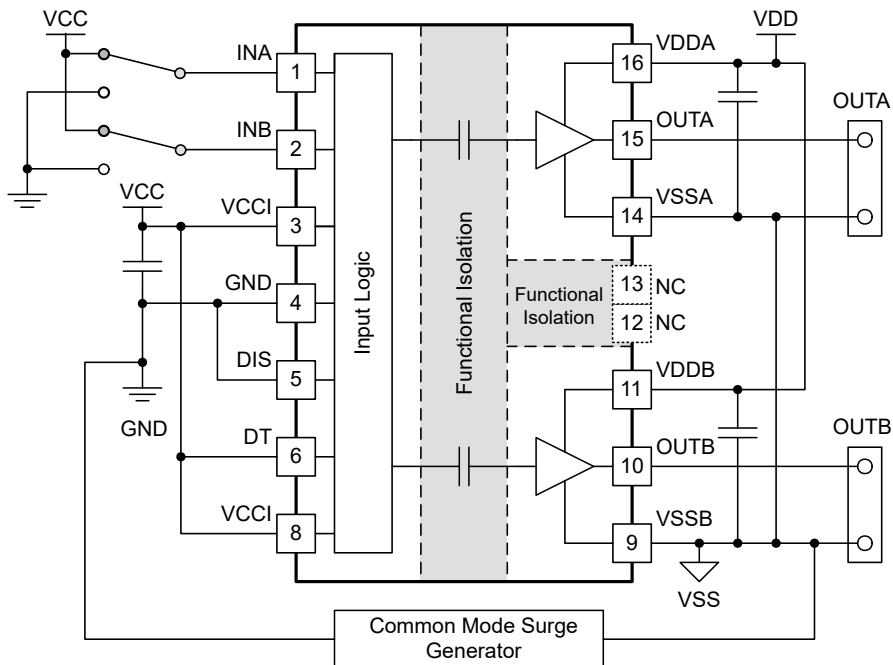 VCC
VDD
INA
1
16
VDDA
OUTA
INB
2
15
OUTA
VCC
VCCI
3
14
VSSA
GND
4
Input Logic
Functional Isolation
Functional
Isolation
13
NC
12
NC
DIS
5
GND
11
VDDB
DT
6
10
OUTB
OUTB
VCCI
8
9
VSSB
VSS
Common Mode Surge
Generator